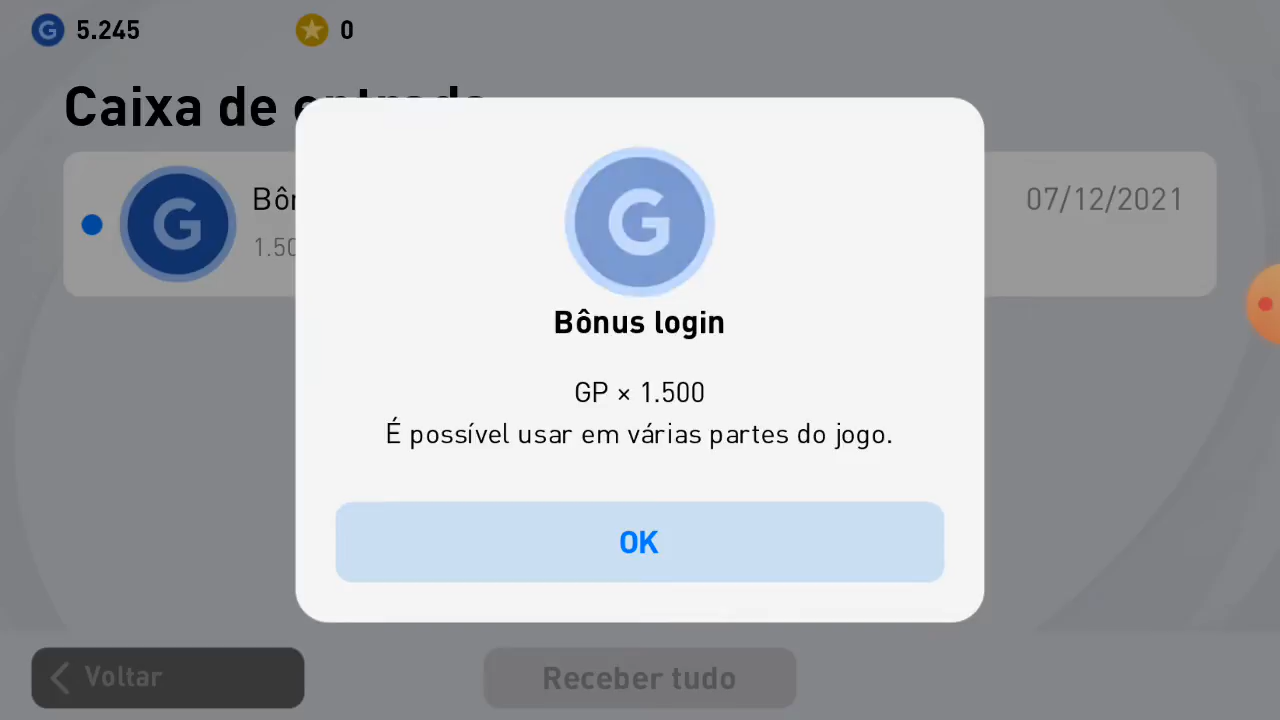 G 5.245 0
Caixa de
Bôn
07/12/2021
1.50
G
G
Bônus login
GP × 1.500
É possível usar em várias partes do jogo.
OK
Voltar
Receber tudo